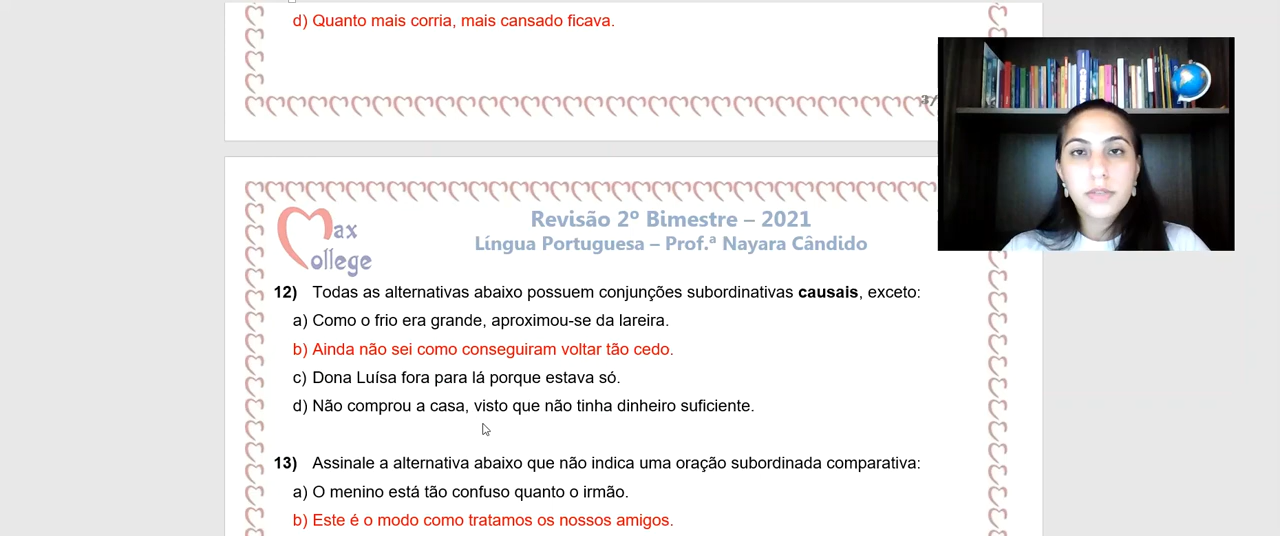 d) Quanto mais corria, mais cansado ficava.
3/
Max
College
Revisão 2º Bimestre – 2021
Língua Portuguesa – Prof.ª Nayara Cândido
12) Todas as alternativas abaixo possuem conjunções subordinativas causais, exceto:
a) Como o frio era grande, aproximou-se da lareira.
b) Ainda não sei como conseguiram voltar tão cedo.
c) Dona Luísa fora para lá porque estava só.
d) Não comprou a casa, visto que não tinha dinheiro suficiente.
13) Assinale a alternativa abaixo que não indica uma oração subordinada comparativa:
a) O menino está tão confuso quanto o irmão.
b) Este é o modo como tratamos os nossos amigos.